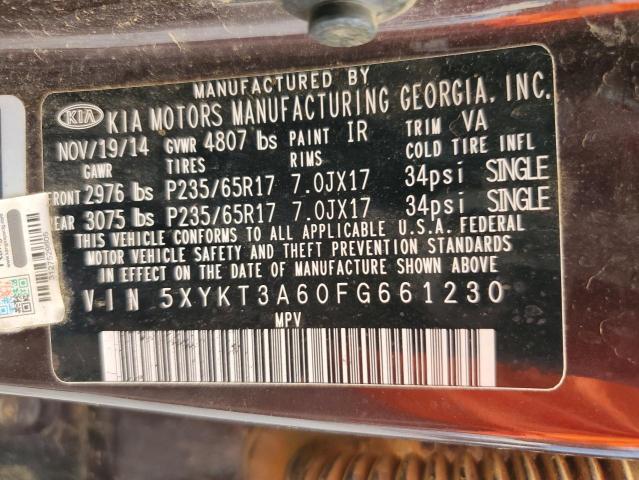 MANUFACTURED BY
KIA KIA MOTORS MANUFACTURING GEORGIA, INC.
NOV/19/14 GVWR 4807 lbs PAINT IR TRIM VA
GAWR TIRES RIMS COLD TIRE INFL
FRONT 2976 lbs P235/65R17 7.0JX17 34psi SINGLE
REAR 3075 lbs P235/65R17 7.0JX17 34psi SINGLE
THIS VEHICLE CONFORMS TO ALL APPLICABLE U.S.A. FEDERAL
MOTOR VEHICLE SAFETY AND THEFT PREVENTION STANDARDS
IN EFFECT ON THE DATE OF MANUFACTURE SHOWN ABOVE.
VIN 5XYKT3A60FG661230
MPV